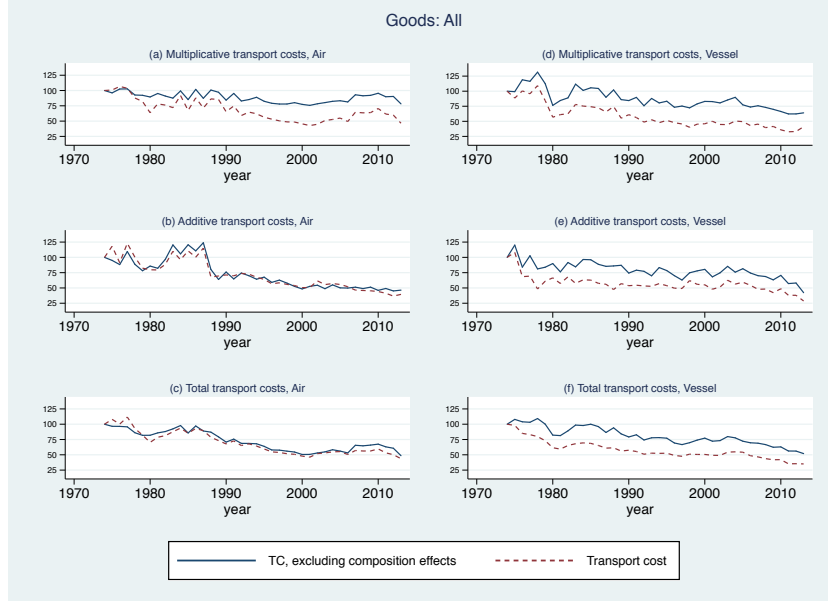 Goods: All
(a) Multiplicative transport costs, Air
125
100
75
50
25
1970 1980 1990 2000 2010
year
(d) Multiplicative transport costs, Vessel
125
100
75
50
25
1970 1980 1990 2000 2010
year
(b) Additive transport costs, Air
125
100
75
50
25
1970 1980 1990 2000 2010
year
(e) Additive transport costs, Vessel
125
100
75
50
25
1970 1980 1990 2000 2010
year
(c) Total transport costs, Air
125
100
75
50
25
1970 1980 1990 2000 2010
year
(f) Total transport costs, Vessel
125
100
75
50
25
1970 1980 1990 2000 2010
year
TC, excluding composition effects Transport cost